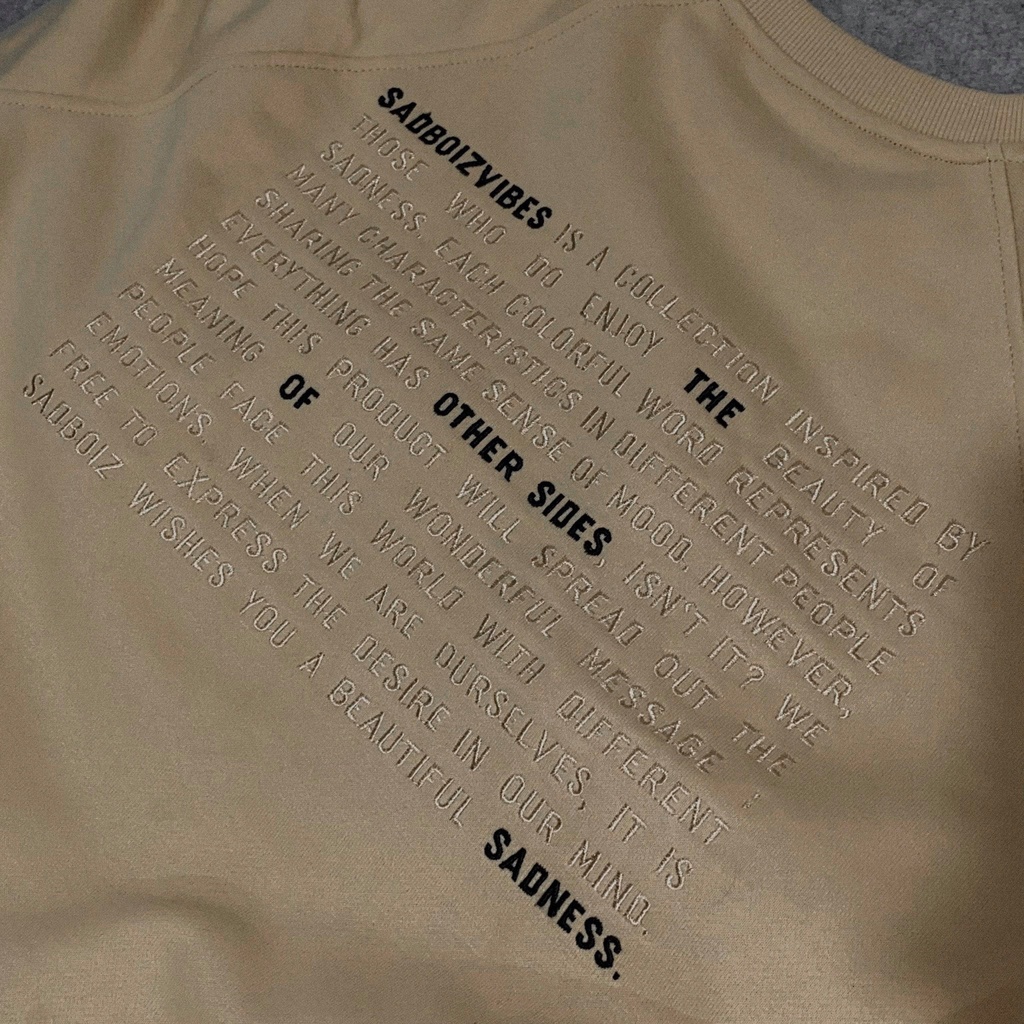 SADBOIZVIBES IS A COLLECTION INSPIRED BY
THOSE WHO DO ENJOY THE BEAUTY OF
SADNESS. EACH COLORFUL WORD REPRESENTS
MANY CHARACTERISTICS IN DIFFERENT PEOPLE
SHARING THE SAME SENSE OF MOOD. HOWEVER,
EVERYTHING HAS OTHER SIDES, ISN'T IT? WE
HOPE THIS PRODUCT WILL SPREAD OUT THE
MEANING OF OUR WONDERFUL MESSAGE :
PEOPLE FACE THIS WORLD WITH DIFFERENT
EMOTIONS. WHEN WE ARE OURSELVES, IT IS
FREE TO EXPRESS THE DESIRE IN OUR MIND.
SADBOIZ WISHES YOU A BEAUTIFUL SADNESS.